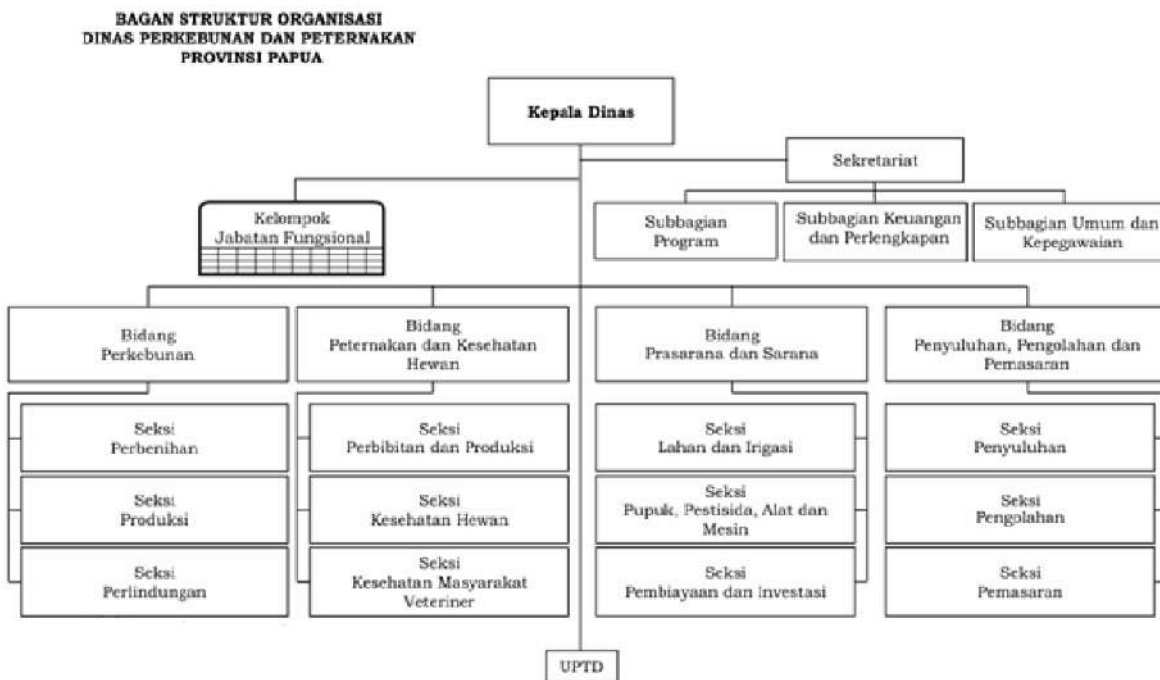 BAGAN STRUKTUR ORGANISASI
DINAS PERKEBUNAN DAN PETERNAKAN
PROVINSI PAPUA
Kepala Dinas
Sekretariat
Kelompok
Jabatan Fungsional
Subbagian
Program
Subbagian Keuangan
dan Perlengkapan
Subbagian Umum dan
Kepegawaian
Bidang
Perkebunan
Bidang
Peternakan dan Kesehatan
Hewan
Bidang
Prasarana dan Sarana
Bidang
Penyuluhan, Pengolahan dan
Pemasaran
Seksi
Perbenihan
Seksi
Perbibitan dan Produksi
Seksi
Lahan dan Irigasi
Seksi
Penyuluhan
Seksi
Produksi
Seksi
Kesehatan Hewan
Seksi
Pupuk, Pestisida, Alat dan
Mesin
Seksi
Pengolahan
Seksi
Perlindungan
Seksi
Kesehatan Masyarakat
Veteriner
Seksi
Pembiayaan dan Investasi
Seksi
Pemasaran
UPTD